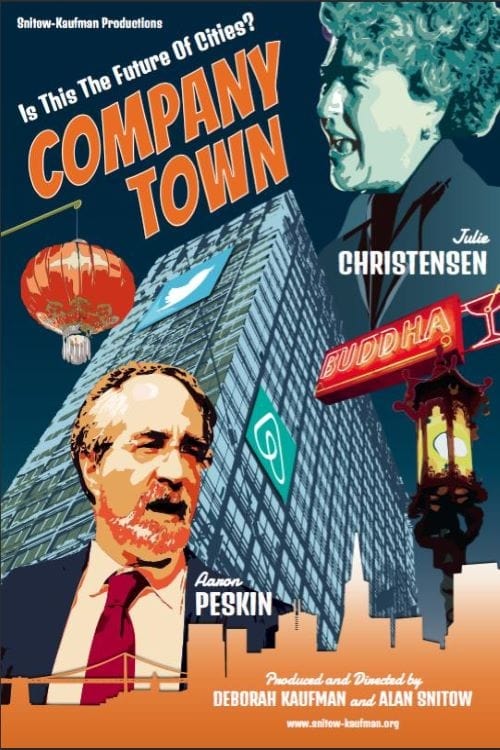 Snitow-Kaufman Productions
Is This The Future Of Cities?
COMPANY
TOWN
Julie
CHRISTENSEN
BUDDHA
Aaron
PESKIN
Produced and Directed by
DEBORAH KAUFMAN and ALAN SNITOW
www.snitow-kaufman.org